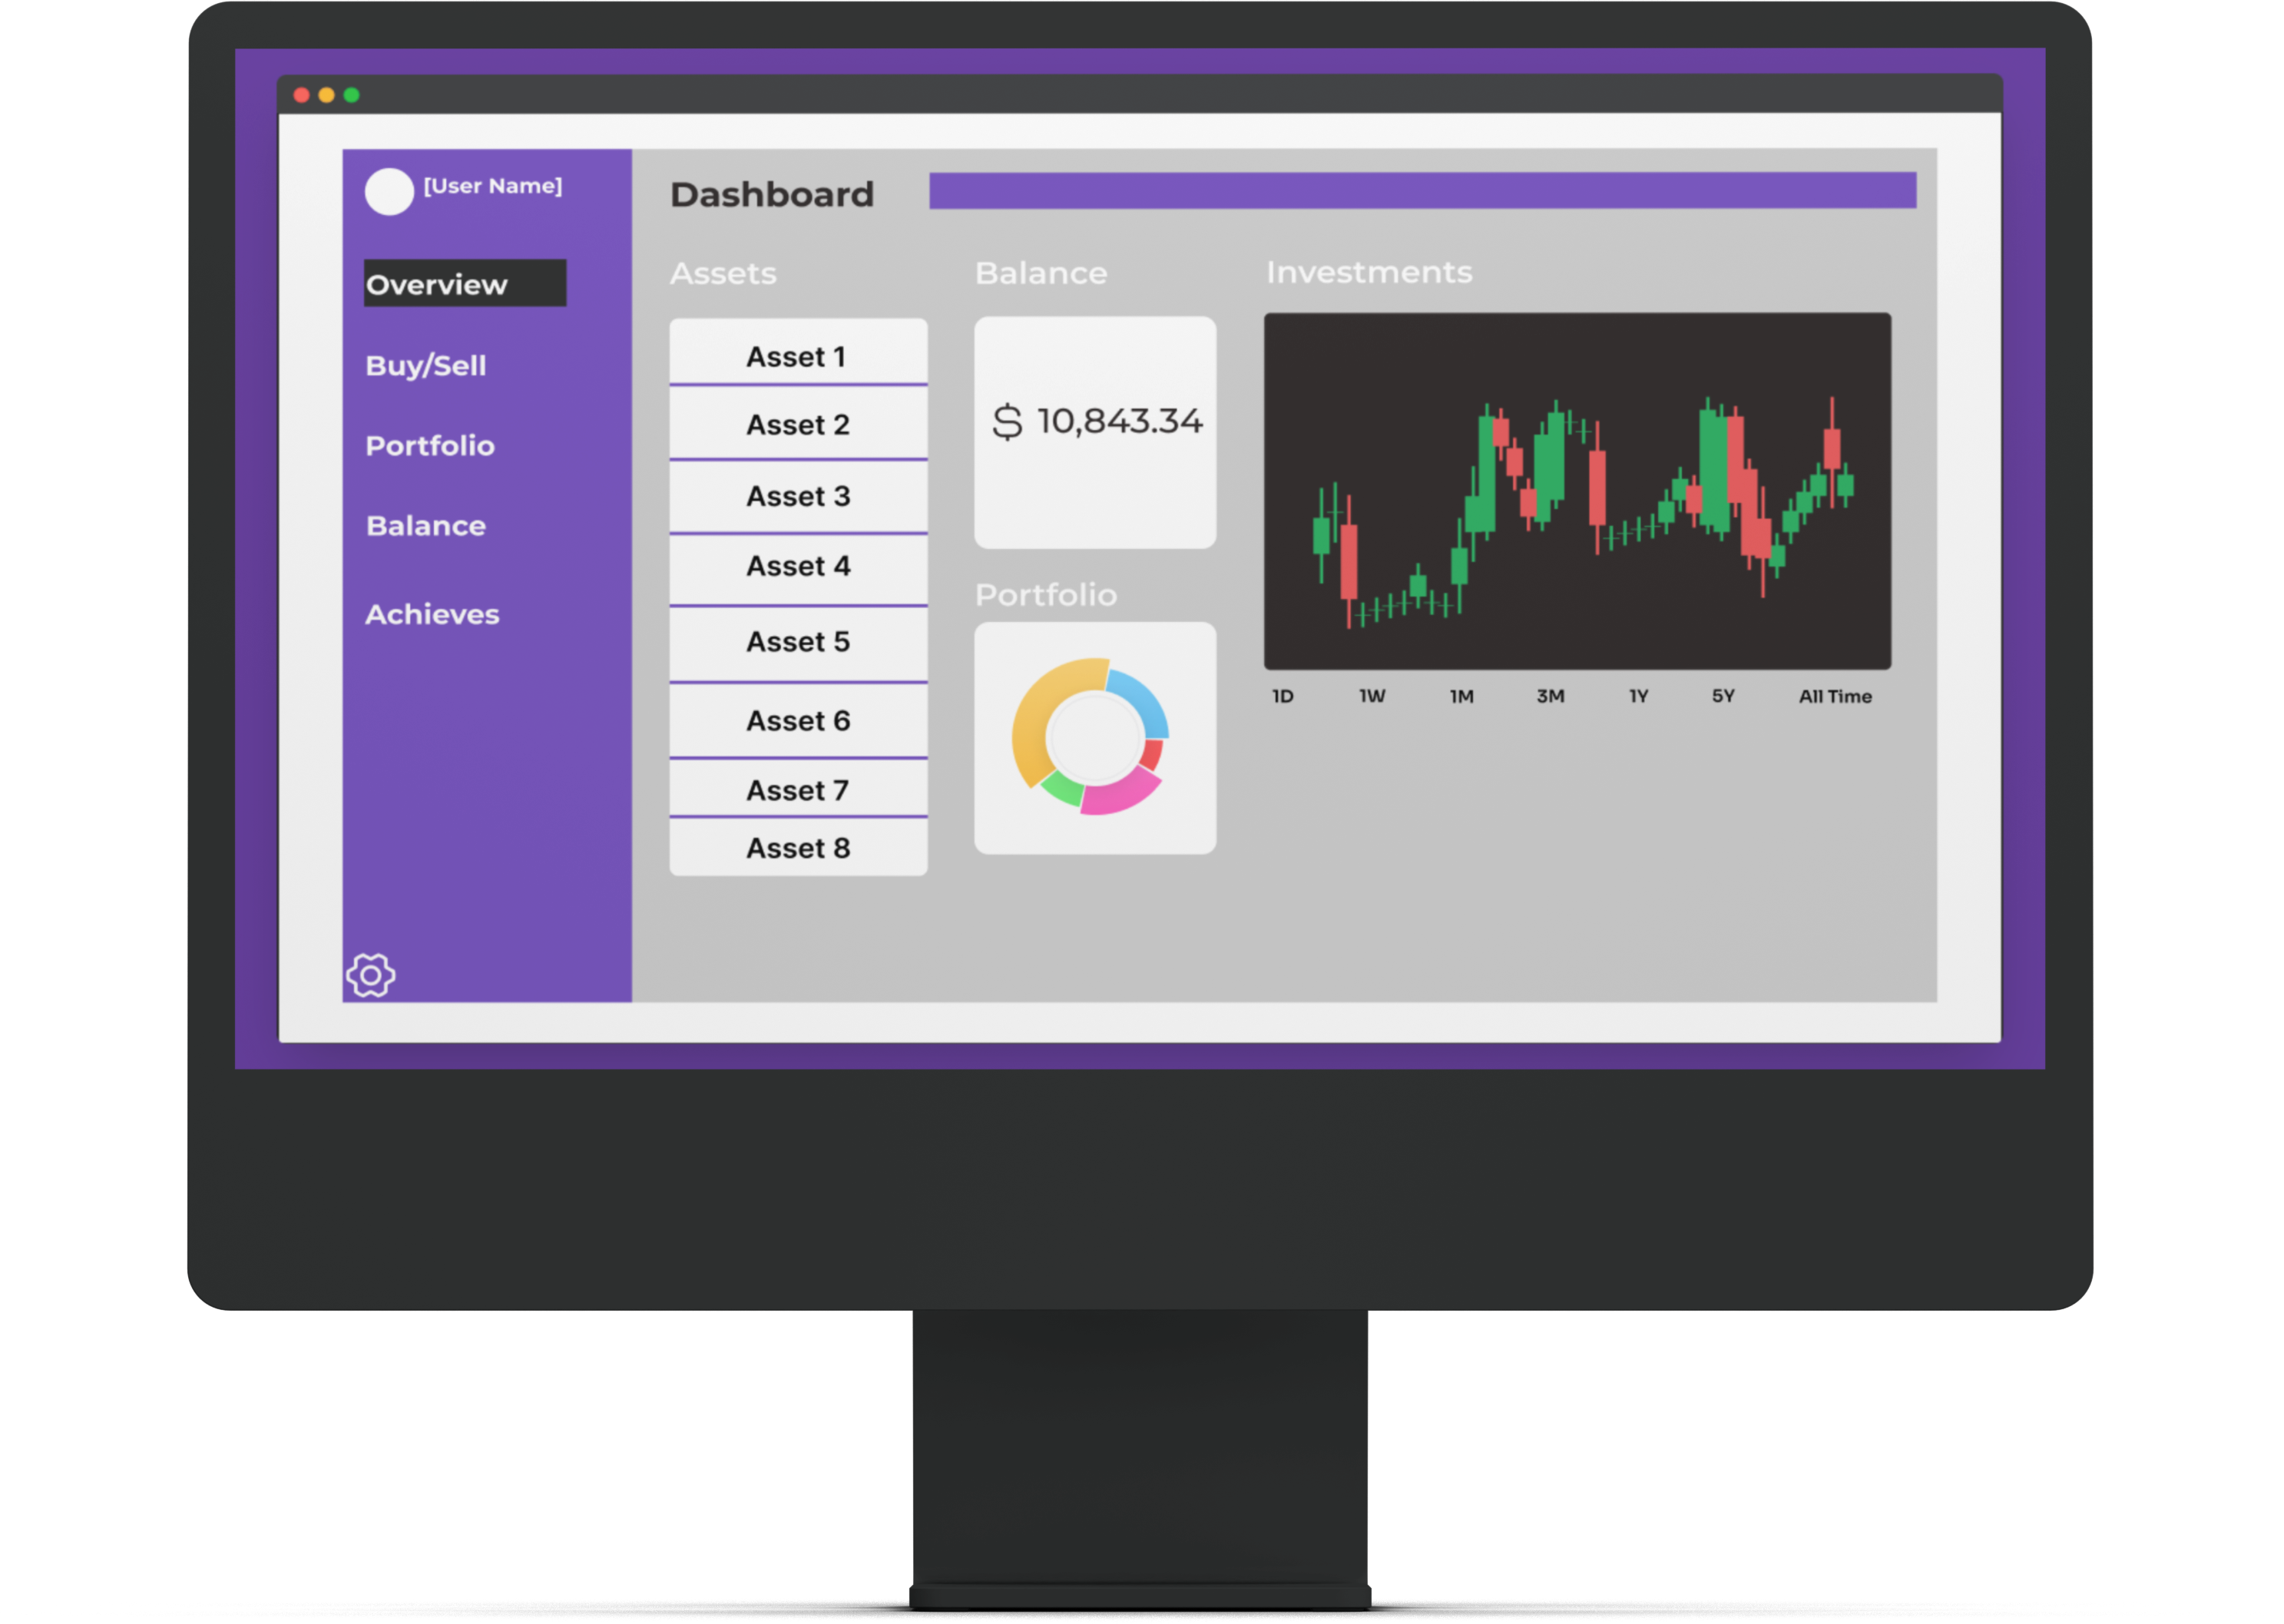 [User Name]
Overview
Buy/Sell
Portfolio
Balance
Achieves
Dashboard
Assets
Asset 1
Asset 2
Asset 3
Asset 4
Asset 5
Asset 6
Asset 7
Asset 8
Balance
$ 10,843.34
Portfolio
Investments
1D 1W 1M 3M 1Y 5Y All Time